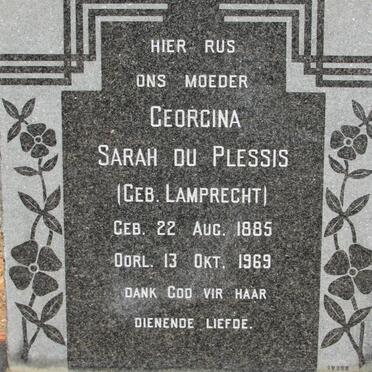 HIER RUS
ONS MOEDER
GEORGINA
SARAH DU PLESSIS
(GEB. LAMPRECHT)
GEB. 22 AUG. 1885
OORL. 13 OKT. 1969
DANK GOD VIR HAAR
DIENENDE LIEFDE.